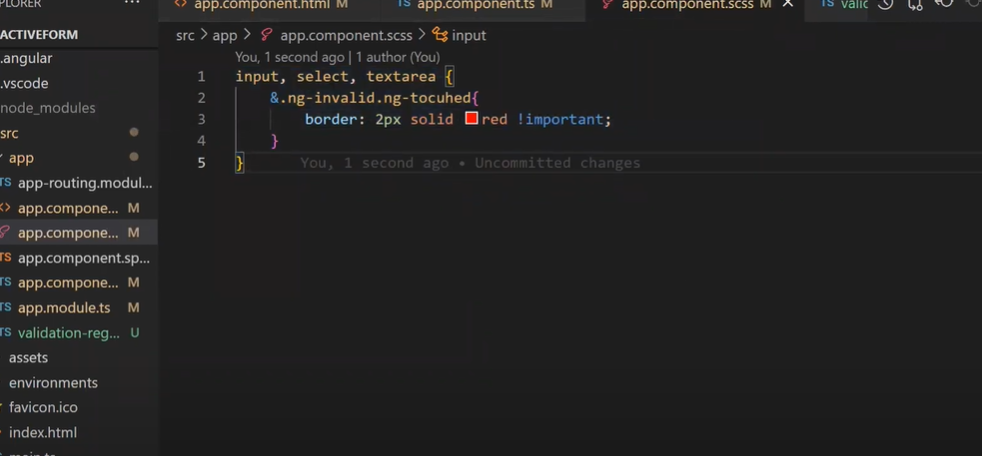 PLORER ...
app.component.html M
TS app.component.ts M
app.component.scss M
TS valid
ACTIVEFORM
src > app > app.component.scss > input
.angular
.vscode
node_modules
src
app
TS app-routing.modul...
<> app.compone... M
app.compone... M
TS app.component.sp...
TS app.compone... M
TS app.module.ts M
TS validation-reg... U
assets
environments
favicon.ico
index.html
You, 1 second ago | 1 author (You)
1 input, select, textarea {
2 &.ng-invalid.ng-tocuhed{
3 border: 2px solid red !important;
4 }
5 } You, 1 second ago • Uncommitted changes